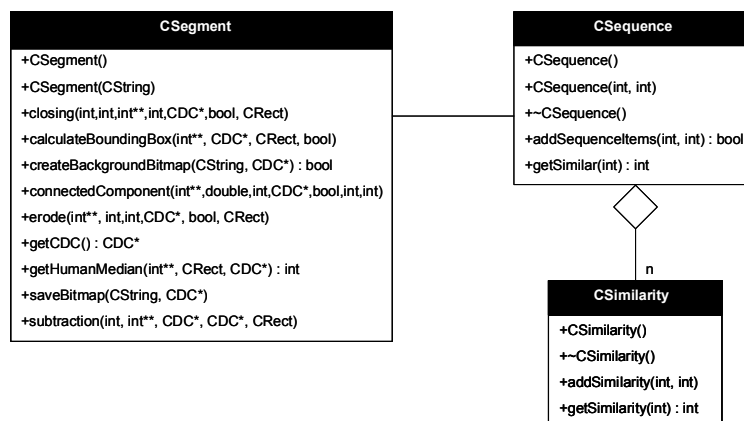 CSegment
+CSegment()
+CSegment(CString)
+closing(int,int,int**,int,CDC*,bool, CRect)
+calculateBoundingBox(int**, CDC*, CRect, bool)
+createBackgroundBitmap(CString, CDC*) : bool
+connectedComponent(int**,double,int,CDC*,bool,int,int)
+erode(int**, int,int,CDC*, bool, CRect)
+getCDC() : CDC*
+getHumanMedian(int**, CRect, CDC*) : int
+saveBitmap(CString, CDC*)
+subtraction(int, int**, CDC*, CDC*, CRect)
CSequence
+CSequence()
+CSequence(int, int)
+~CSequence()
+addSequenceItems(int, int) : bool
+getSimilar(int) : int
n
CSimilarity
+CSimilarity()
+~CSimilarity()
+addSimilarity(int, int)
+getSimilarity(int) : int